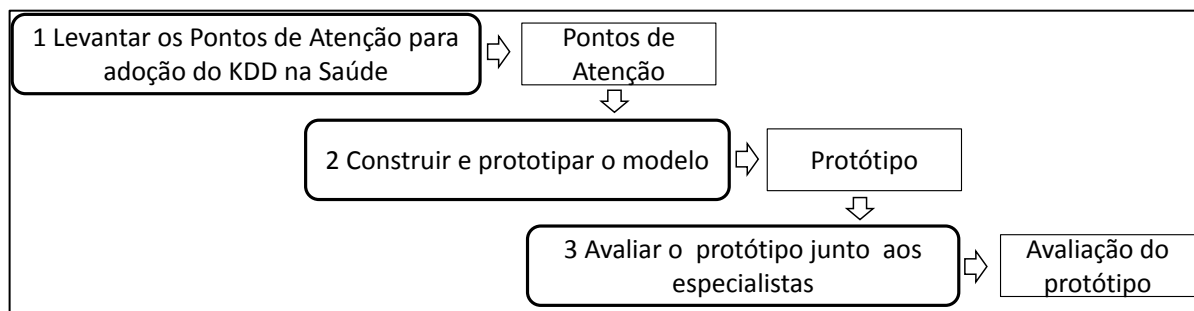 1 Levantar os Pontos de Atenção para
adoção do KDD na Saúde
Pontos de
Atenção
2 Construir e prototipar o modelo
Protótipo
3 Avaliar o protótipo junto aos
especialistas
Avaliação do
protótipo